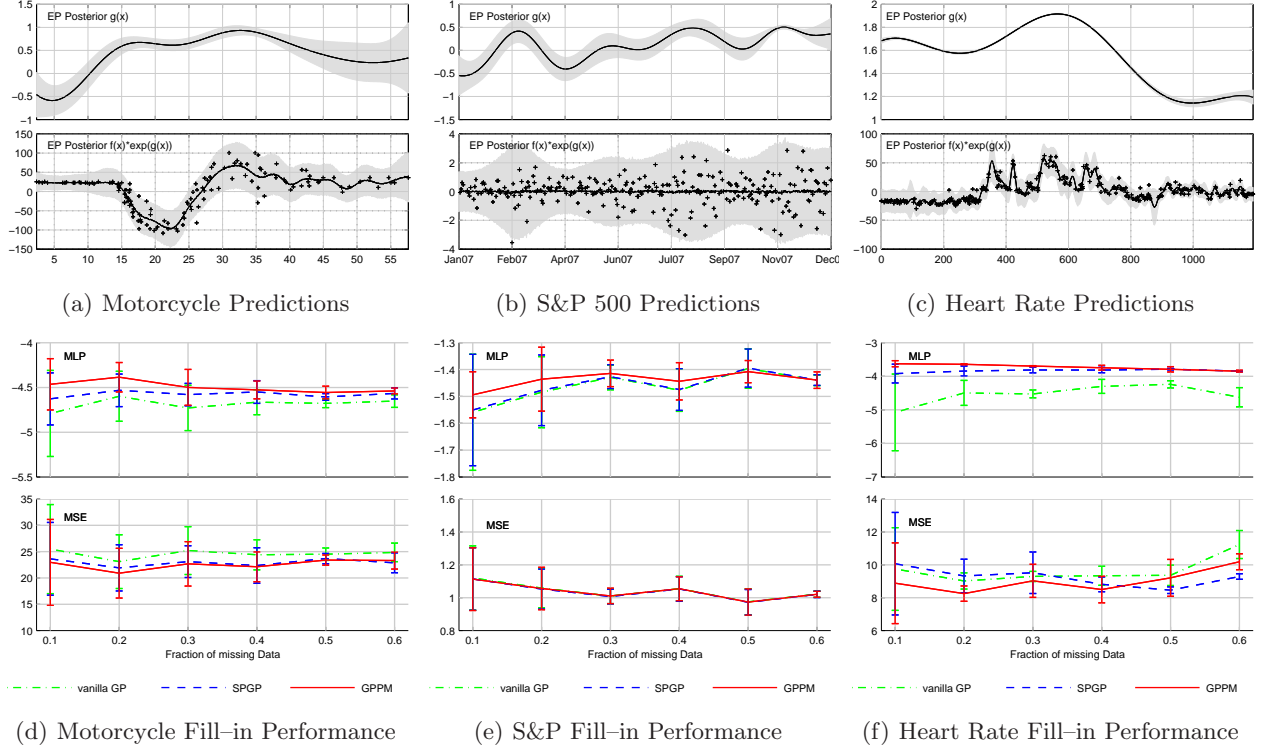 EP Posterior g(x)
1.5
1
0.5
0
−0.5
−1
EP Posterior f(x)*exp(g(x))
150
100
50
0
−50
−100
−150
5 10 15 20 25 30 35 40 45 50 55
(a) Motorcycle Predictions
EP Posterior g(x)
0.5
0
−0.5
−1
−1.5
EP Posterior f(x)*exp(g(x))
4
2
0
−2
−4
Jan07 Feb07 Apr07 Jun07 Jul07 Sep07 Nov07 Dec0
(b) S&P 500 Predictions
EP Posterior g(x)
2
1.8
1.6
1.4
1.2
1
EP Posterior f(x)*exp(g(x))
100
50
0
−50
−100
0 200 400 600 800 1000
(c) Heart Rate Predictions
MLP
−4
−4.5
−5
−5.5
MSE
35
30
25
20
15
10
0.1 0.2 0.3 0.4 0.5 0.6
Fraction of missing Data
vanilla GP SPGP GPPM
(d) Motorcycle Fill–in Performance
MLP
−1.3
−1.4
−1.5
−1.6
−1.7
−1.8
MSE
1.6
1.4
1.2
1
0.8
0.1 0.2 0.3 0.4 0.5 0.6
Fraction of missing Data
vanilla GP SPGP GPPM
(e) S&P Fill–in Performance
MLP
−3
−4
−5
−6
−7
MSE
14
12
10
8
6
0.1 0.2 0.3 0.4 0.5 0.6
Fraction of missing Data
vanilla GP SPGP GPPM
(f) Heart Rate Fill–in Performance